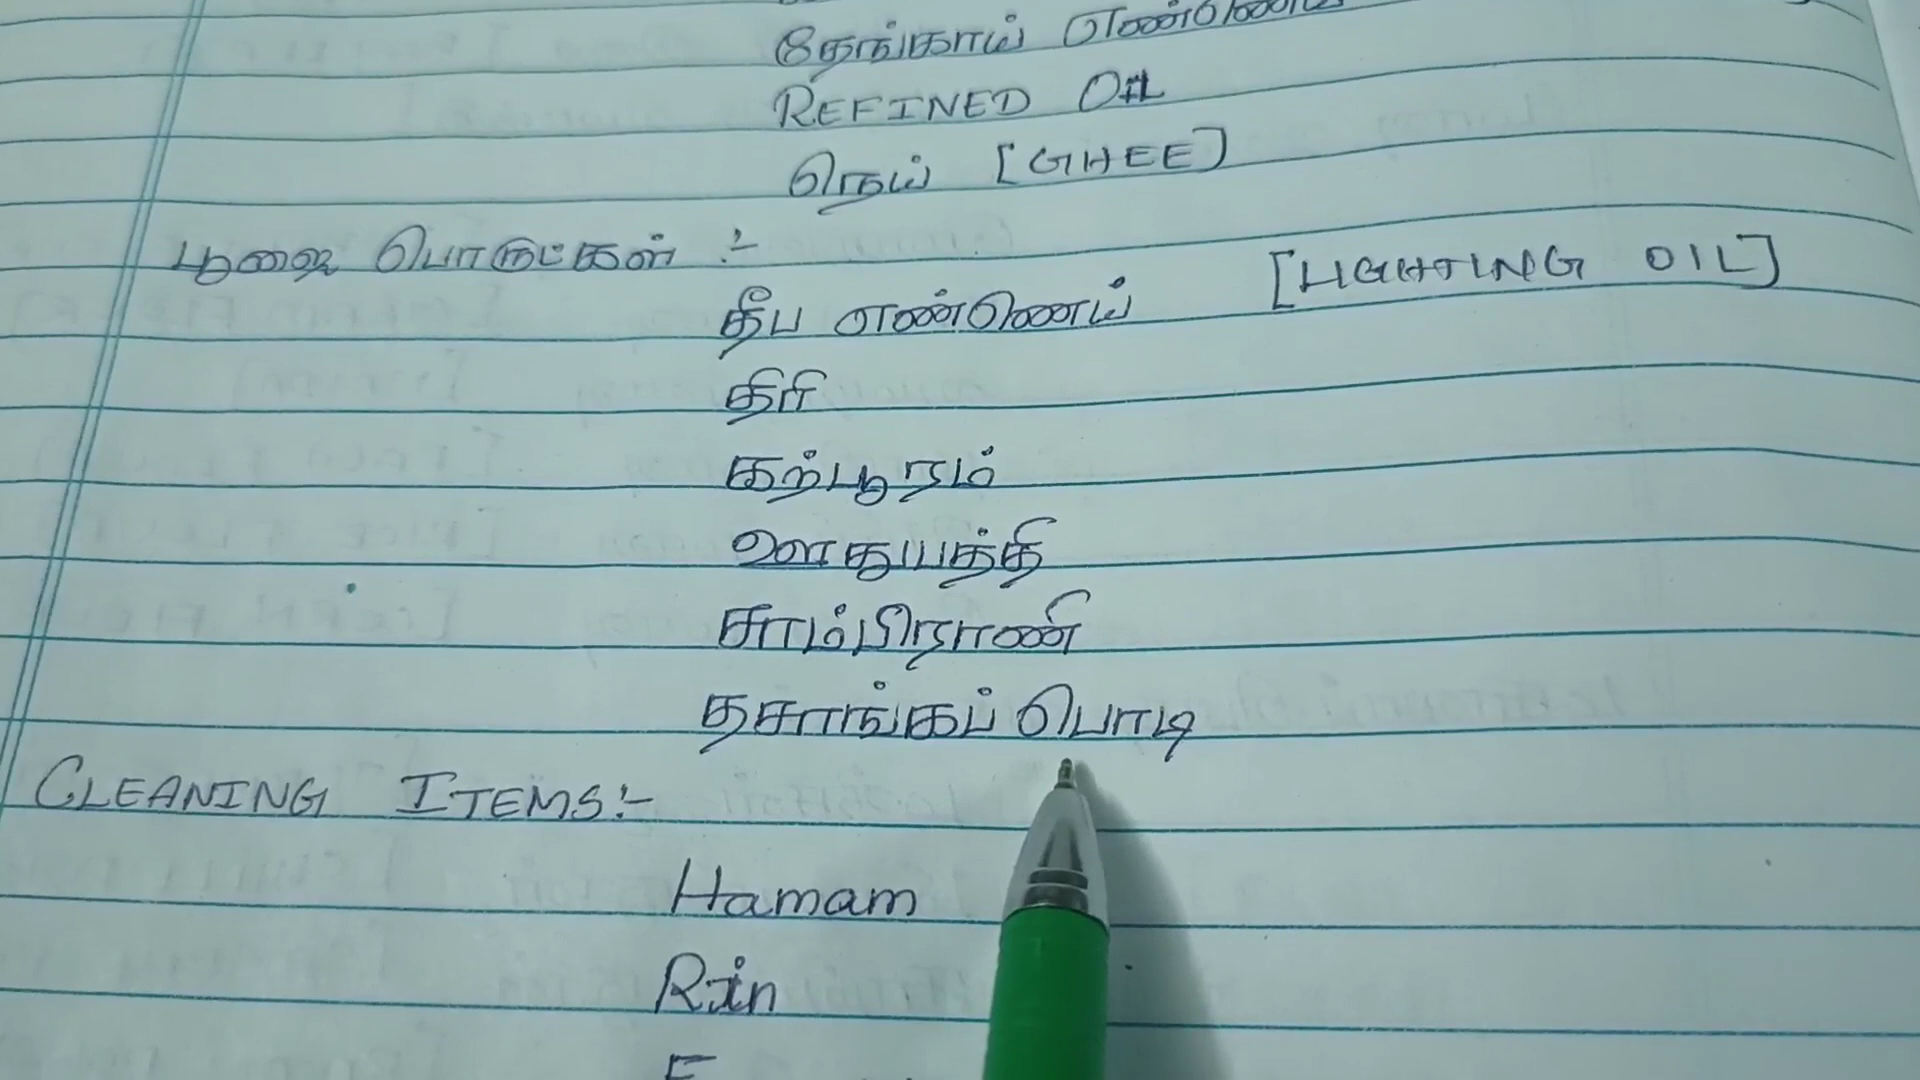 தேங்காய் எண்ணெய்
REFINED OIL
நெய் [GHEE]
பூஜை பொருட்கள் :-
தீப எண்ணெய் [LIGHTING OIL]
திரி
கற்பூரம்
ஊதுபத்தி
சாம்பிராணி
தசாங்கப் பொடி
CLEANING ITEMS:-
Hamam
Rin